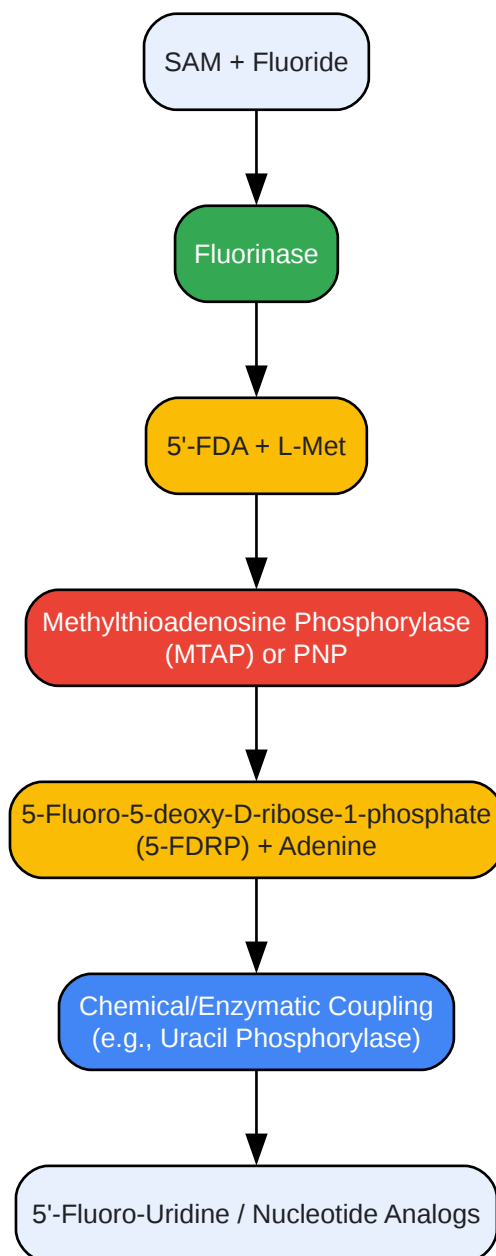 SAM + Fluoride
Fluorinase
5'-FDA + L-Met
Methylthioadenosine Phosphorylase
(MTAP) or PNP
5-Fluoro-5-deoxy-D-ribose-1-phosphate
(5-FDRP) + Adenine
Chemical/Enzymatic Coupling
(e.g., Uracil Phosphorylase)
5'-Fluoro-Uridine / Nucleotide Analogs